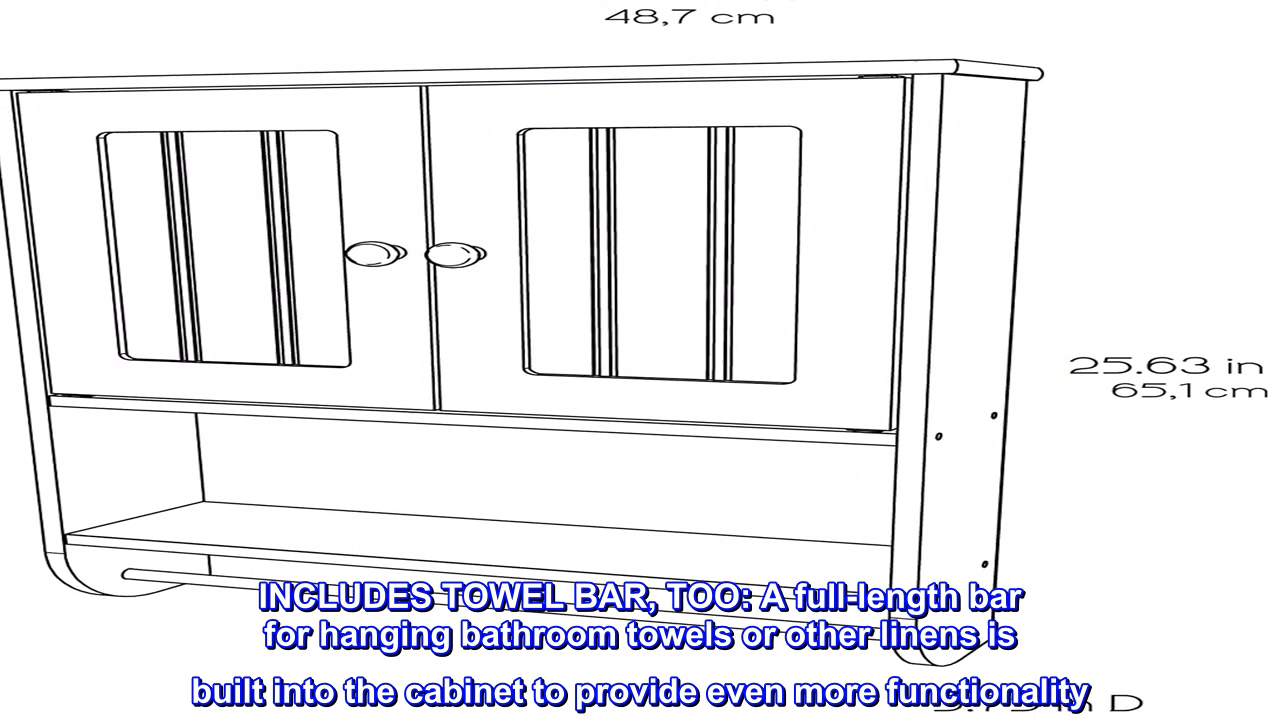 48,7 cm
25.63 in
65,1 cm
INCLUDES TOWEL BAR, TOO: A full-length bar
for hanging bathroom towels or other linens is
built into the cabinet to provide even more functionality
D